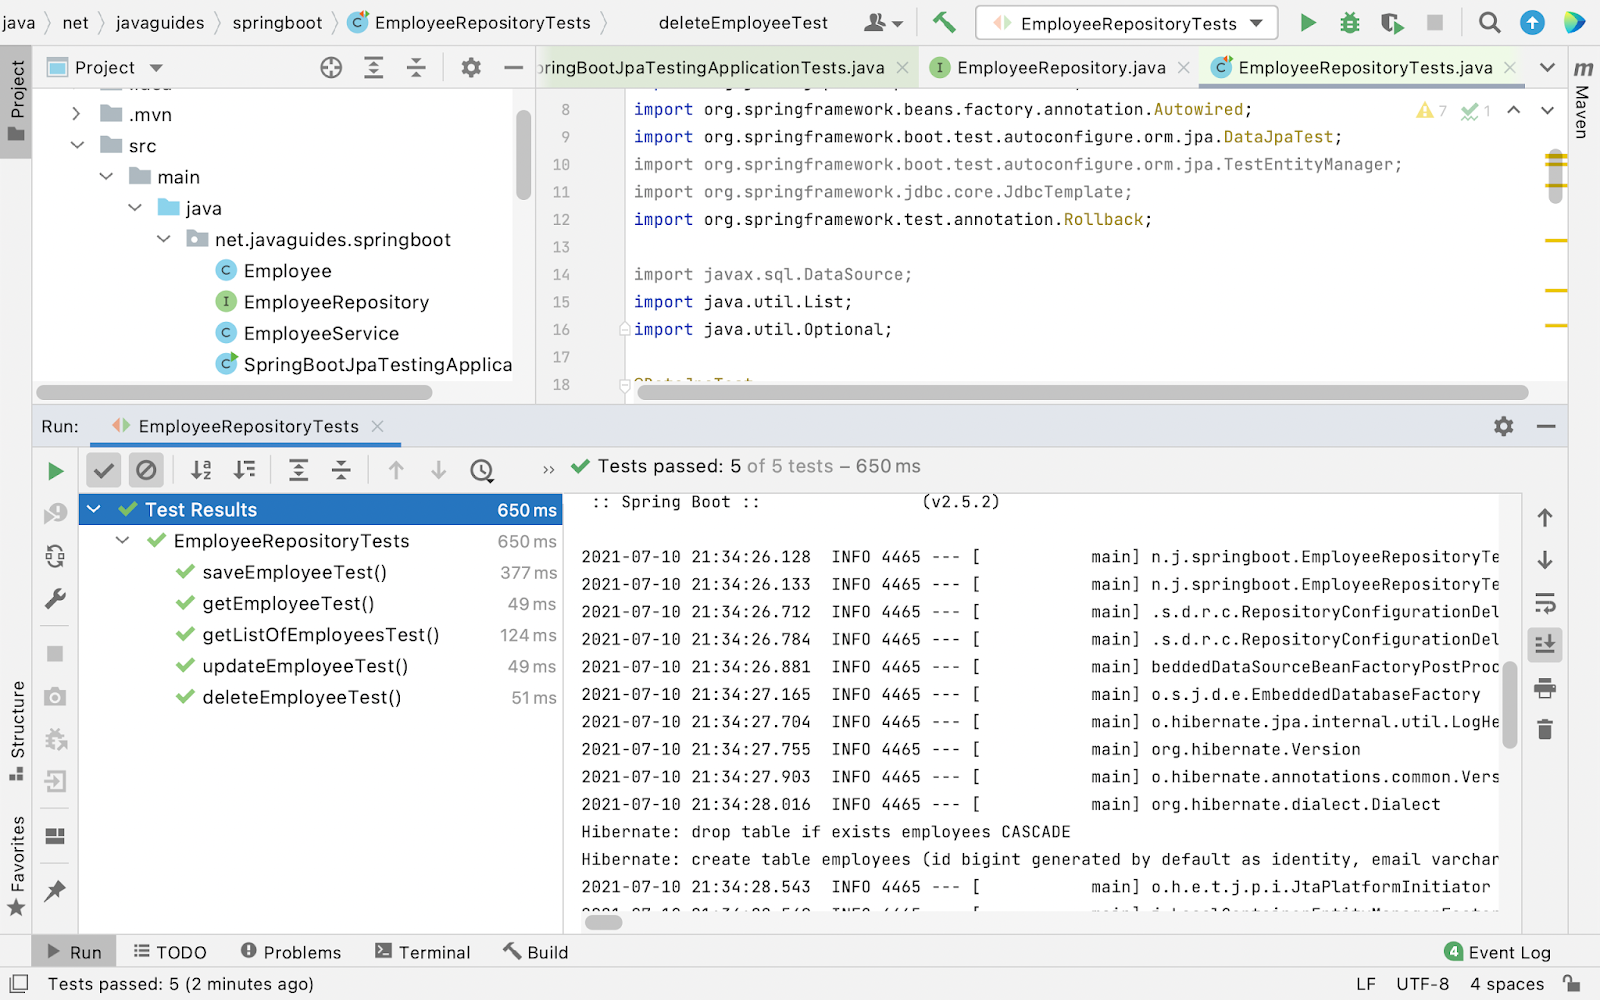 java net javaguides springboot EmployeeRepositoryTests deleteEmployeeTest EmployeeRepositoryTests
Project
Project
.mvn
src
main
java
net.javaguides.springboot
Employee
EmployeeRepository
EmployeeService
SpringBootJpaTestingApplica
pringBootJpaTestingApplicationTests.java EmployeeRepository.java EmployeeRepositoryTests.java
8 import org.springframework.beans.factory.annotation.Autowired; 7 1
9 import org.springframework.boot.test.autoconfigure.orm.jpa.DataJpaTest;
10 import org.springframework.boot.test.autoconfigure.orm.jpa.TestEntityManager;
11 import org.springframework.jdbc.core.JdbcTemplate;
12 import org.springframework.test.annotation.Rollback;
13
14 import javax.sql.DataSource;
15 import java.util.List;
16 import java.util.Optional;
17
18 @DataJpaTest
m Maven
Run: EmployeeRepositoryTests
Tests passed: 5 of 5 tests – 650 ms
Test Results 650 ms
EmployeeRepositoryTests 650 ms
saveEmployeeTest() 377 ms
getEmployeeTest() 49 ms
getListOfEmployeesTest() 124 ms
updateEmployeeTest() 49 ms
deleteEmployeeTest() 51 ms
:: Spring Boot :: (v2.5.2)
2021-07-10 21:34:26.128 INFO 4465 --- [ main] n.j.springboot.EmployeeRepositoryTe
2021-07-10 21:34:26.133 INFO 4465 --- [ main] n.j.springboot.EmployeeRepositoryTe
2021-07-10 21:34:26.712 INFO 4465 --- [ main] .s.d.r.c.RepositoryConfigurationDel
2021-07-10 21:34:26.784 INFO 4465 --- [ main] .s.d.r.c.RepositoryConfigurationDel
2021-07-10 21:34:26.881 INFO 4465 --- [ main] beddedDataSourceBeanFactoryPostProc
2021-07-10 21:34:27.165 INFO 4465 --- [ main] o.s.j.d.e.EmbeddedDatabaseFactory
2021-07-10 21:34:27.704 INFO 4465 --- [ main] o.hibernate.jpa.internal.util.LogHe
2021-07-10 21:34:27.755 INFO 4465 --- [ main] org.hibernate.Version
2021-07-10 21:34:27.903 INFO 4465 --- [ main] o.hibernate.annotations.common.Vers
2021-07-10 21:34:28.016 INFO 4465 --- [ main] org.hibernate.dialect.Dialect
Hibernate: drop table if exists employees CASCADE
Hibernate: create table employees (id bigint generated by default as identity, email varchar
2021-07-10 21:34:28.543 INFO 4465 --- [ main] o.h.e.t.j.p.i.JtaPlatformInitiator
Structure
Favorites
Run TODO Problems Terminal Build 4 Event Log
Tests passed: 5 (2 minutes ago) LF UTF-8 4 spaces